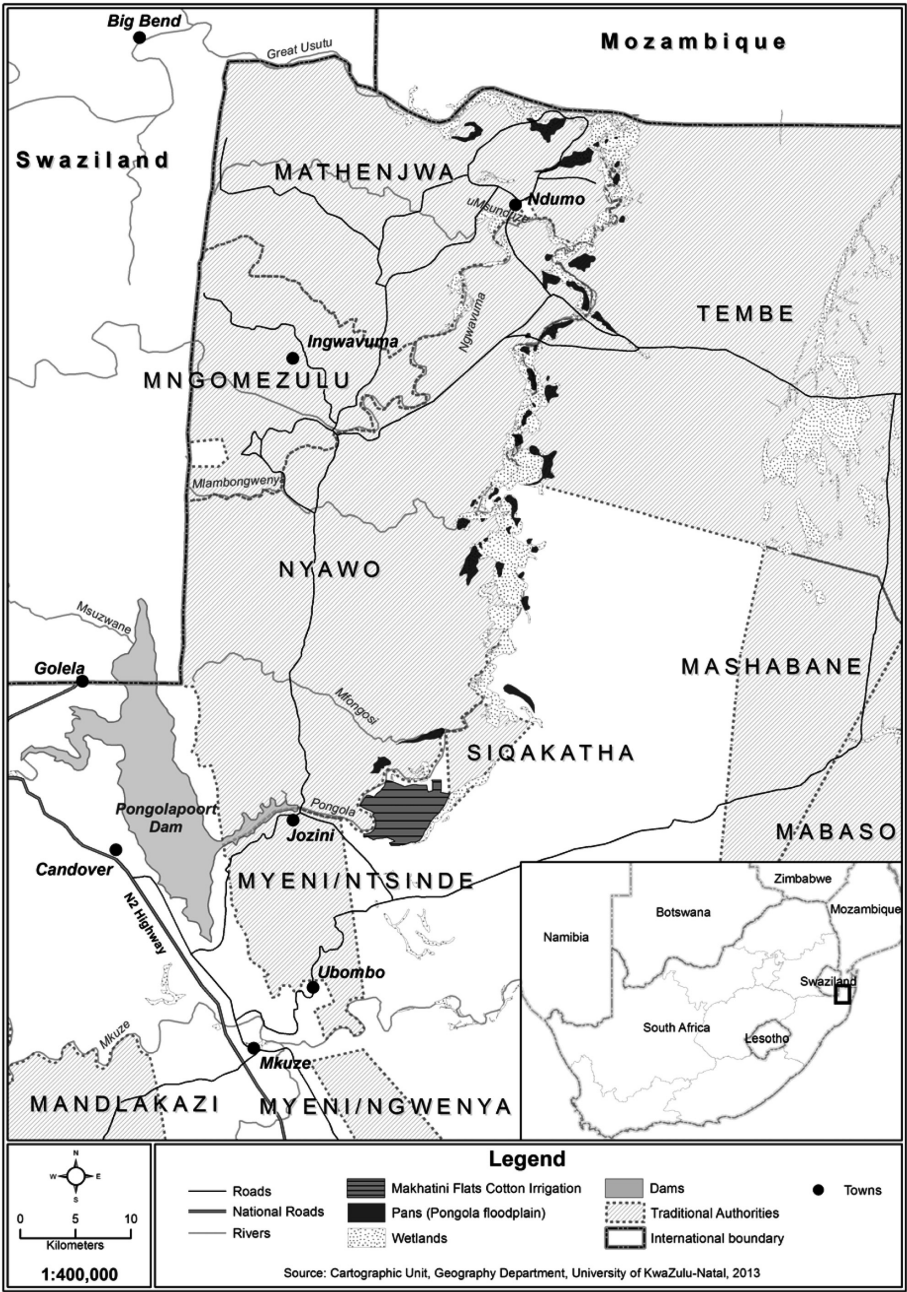 Big Bend
Great Usutu
Mozambique
Swaziland
MATHENJWA
Ndumo
uMsunduze
TEMBE
Ngwavuma
Ingwavuma
MNGOMEZULU
Mlambongwenya
NYAWO
Msuzwane
Golela
MASHABANE
Mfongosi
SIQAKATHA
Pongolapoort
Dam
Pongola
Jozini
MABASO
Candover
MYENI/NTSINDE
N2 Highway
Ubombo
Mkuze
Mkuze
MANDLAKAZI
MYENI/NGWENYA
Zimbabwe
Botswana
Mozambique
Namibia
Swaziland
South Africa
Lesotho
N
W E
S
0 5 10
Kilometers
1:400,000
Legend
Roads
National Roads
Rivers
Makhatini Flats Cotton Irrigation
Pans (Pongola floodplain)
Wetlands
Dams
Traditional Authorities
International boundary
Towns
Source: Cartographic Unit, Geography Department, University of KwaZulu-Natal, 2013